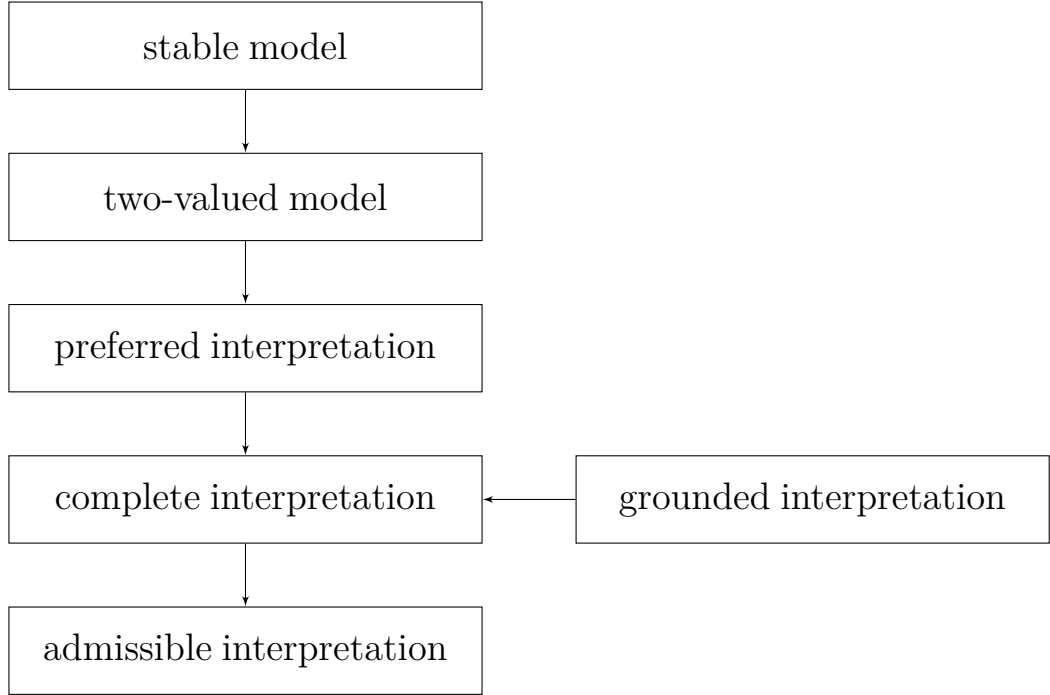 stable model
two-valued model
preferred interpretation
complete interpretation
grounded interpretation
admissible interpretation